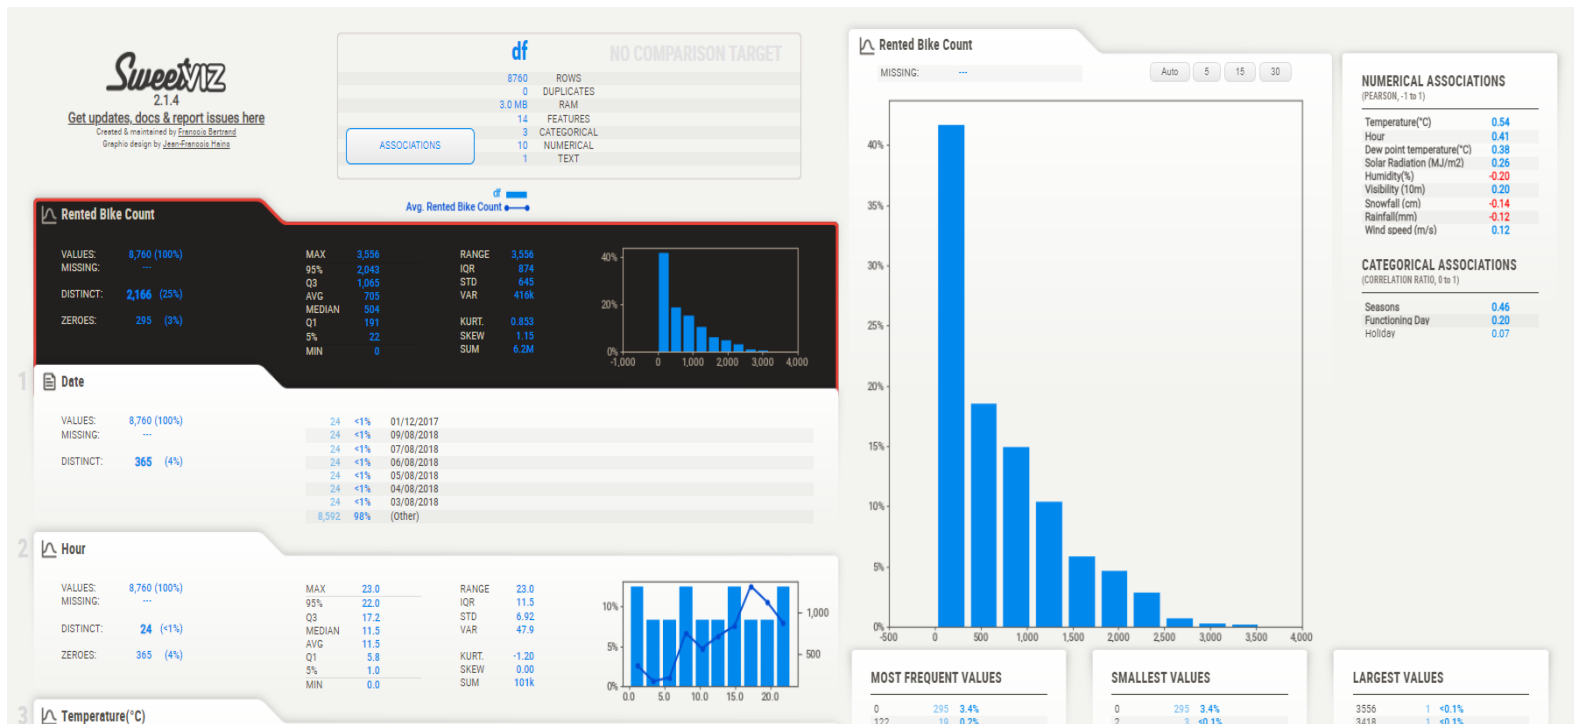 SweetVIZ
2.1.4
Get updates, docs & report issues here
Created & maintained by Francois Bertrand
Graphic design by Jean-Francois Hains
df
NO COMPARISON TARGET
8760 ROWS
0 DUPLICATES
3.0 MB RAM
14 FEATURES
3 CATEGORICAL
10 NUMERICAL
1 TEXT
ASSOCIATIONS
df
Avg. Rented Bike Count
Rented Bike Count
VALUES: 8,760 (100%)
MISSING: ---
DISTINCT: 2,166 (25%)
ZEROES: 295 (3%)
MAX 3,556
95% 2,043
Q3 1,065
AVG 705
MEDIAN 504
Q1 191
5% 22
MIN 0
RANGE 3,556
IQR 874
STD 645
VAR 416k
KURT. 0.853
SKEW 1.15
SUM 6.2M
40%
20%
0%
-1,000 0 1,000 2,000 3,000 4,000
1
Date
VALUES: 8,760 (100%)
MISSING: ---
DISTINCT: 365 (4%)
24 <1% 01/12/2017
24 <1% 09/08/2018
24 <1% 07/08/2018
24 <1% 06/08/2018
24 <1% 05/08/2018
24 <1% 04/08/2018
24 <1% 03/08/2018
8,592 98% (Other)
2
Hour
VALUES: 8,760 (100%)
MISSING: ---
DISTINCT: 24 (<1%)
ZEROES: 365 (4%)
MAX 23.0
95% 22.0
Q3 17.2
MEDIAN 11.5
AVG 11.5
Q1 5.8
5% 1.0
MIN 0.0
RANGE 23.0
IQR 11.5
STD 6.92
VAR 47.9
KURT. -1.20
SKEW 0.00
SUM 101k
10%
5%
0%
1,000
500
0.0 5.0 10.0 15.0 20.0
3
Temperature(°C)
Rented Bike Count
MISSING: ---
Auto 5 15 30
40%
35%
30%
25%
20%
15%
10%
5%
0%
-500 0 500 1,000 1,500 2,000 2,500 3,000 3,500 4,000
NUMERICAL ASSOCIATIONS
(PEARSON, -1 to 1)
Temperature(°C) 0.54
Hour 0.41
Dew point temperature(°C) 0.38
Solar Radiation (MJ/m2) 0.26
Humidity(%) -0.20
Visibility (10m) 0.20
Snowfall (cm) -0.14
Rainfall(mm) -0.12
Wind speed (m/s) 0.12
CATEGORICAL ASSOCIATIONS
(CORRELATION RATIO, 0 to 1)
Seasons 0.46
Functioning Day 0.20
Holiday 0.07
MOST FREQUENT VALUES
0 295 3.4%
122 19 0.2%
SMALLEST VALUES
0 295 3.4%
2 3 <0.1%
LARGEST VALUES
3556 1 <0.1%
3418 1 <0.1%